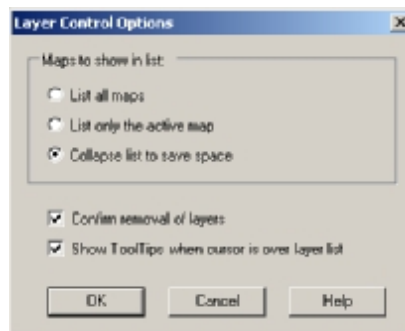 Layer Control Options
Maps to show in list:
List all maps
List only the active map
Collapse list to save space
Confirm removal of layers
Show ToolTips when cursor is over layer list
OK Cancel Help